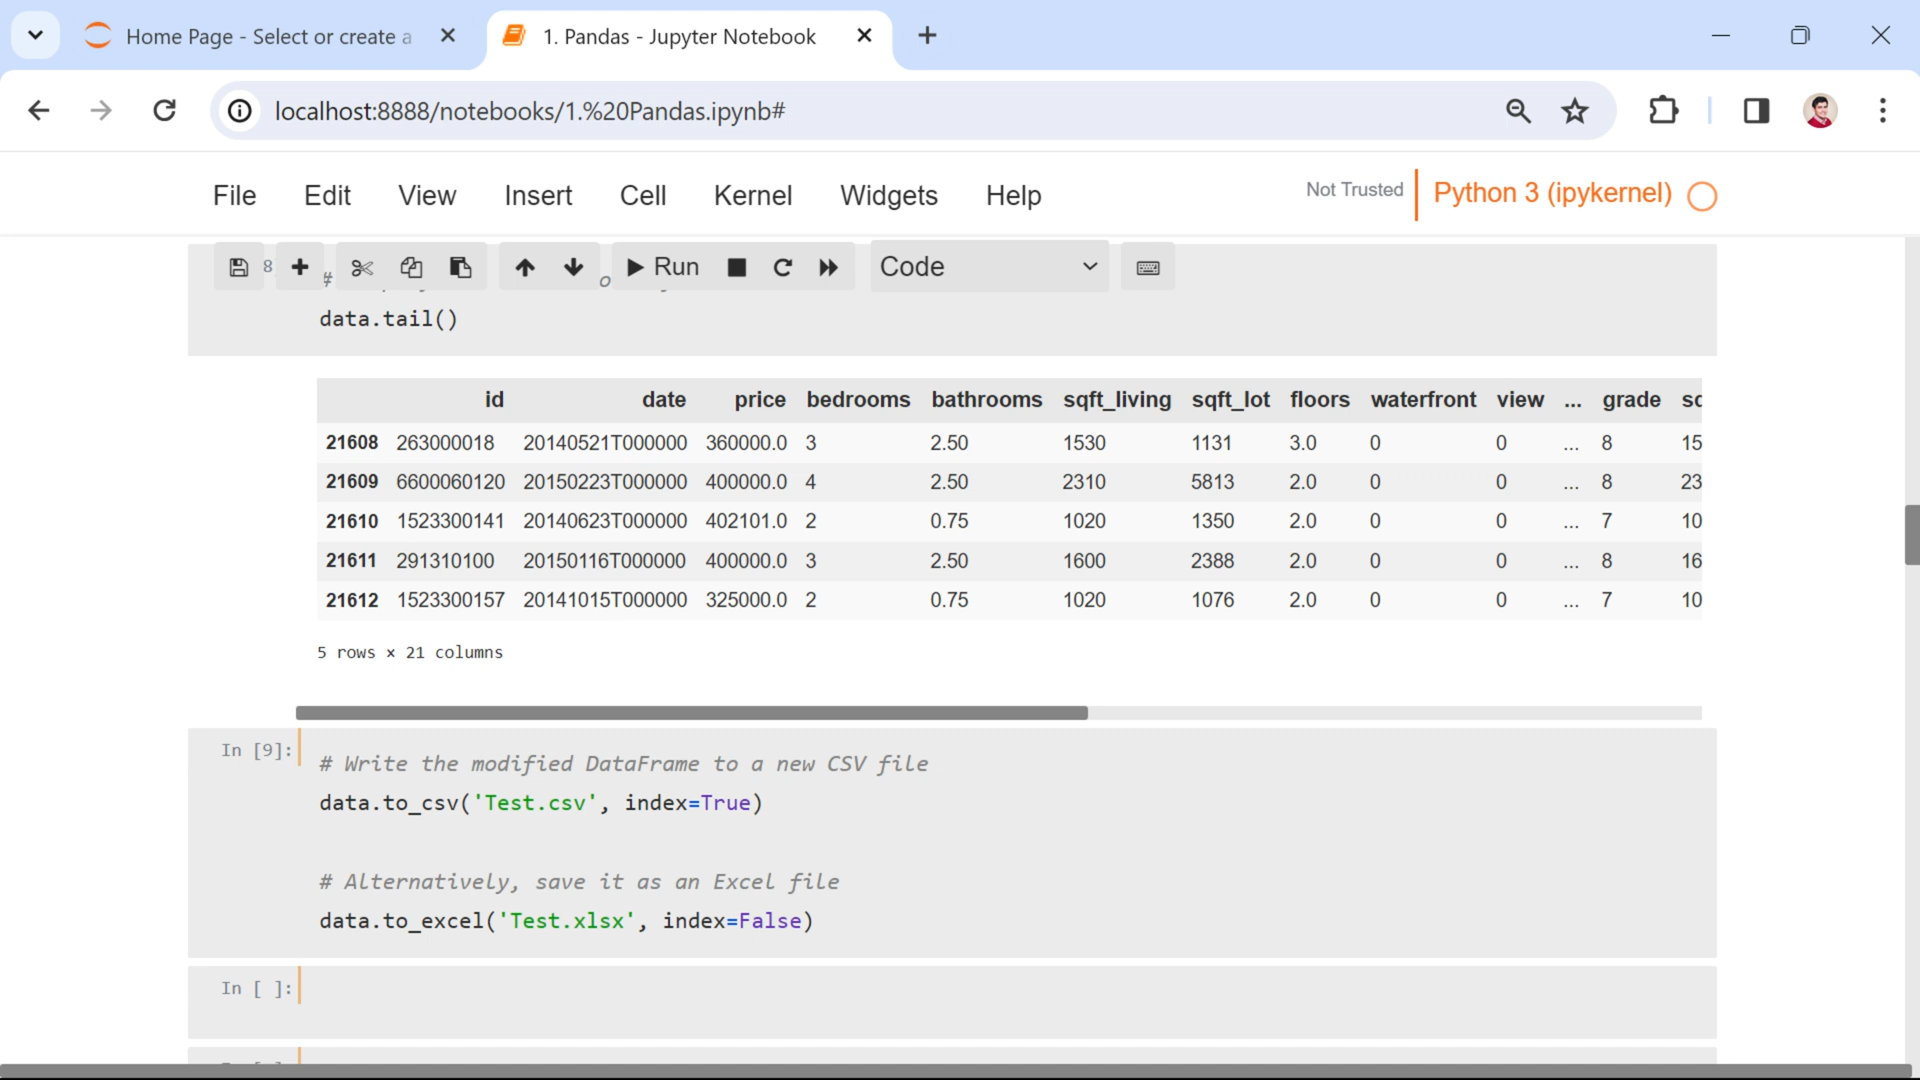 Home Page - Select or create a
1. Pandas - Jupyter Notebook
localhost:8888/notebooks/1.%20Pandas.ipynb#
File Edit View Insert Cell Kernel Widgets Help
Not Trusted
Python 3 (ipykernel)
8 Run Code
#
data.tail()
id date price bedrooms bathrooms sqft_living sqft_lot floors waterfront view ... grade
21608 263000018 20140521T000000 360000.0 3 2.50 1530 1131 3.0 0 0 ... 8 15
21609 6600060120 20150223T000000 400000.0 4 2.50 2310 5813 2.0 0 0 ... 8 23
21610 1523300141 20140623T000000 402101.0 2 0.75 1020 1350 2.0 0 0 ... 7 10
21611 291310100 20150116T000000 400000.0 3 2.50 1600 2388 2.0 0 0 ... 8 16
21612 1523300157 20141015T000000 325000.0 2 0.75 1020 1076 2.0 0 0 ... 7 10
5 rows × 21 columns
In [9]:
# Write the modified DataFrame to a new CSV file
data.to_csv('Test.csv', index=True)
# Alternatively, save it as an Excel file
data.to_excel('Test.xlsx', index=False)
In [ ]: